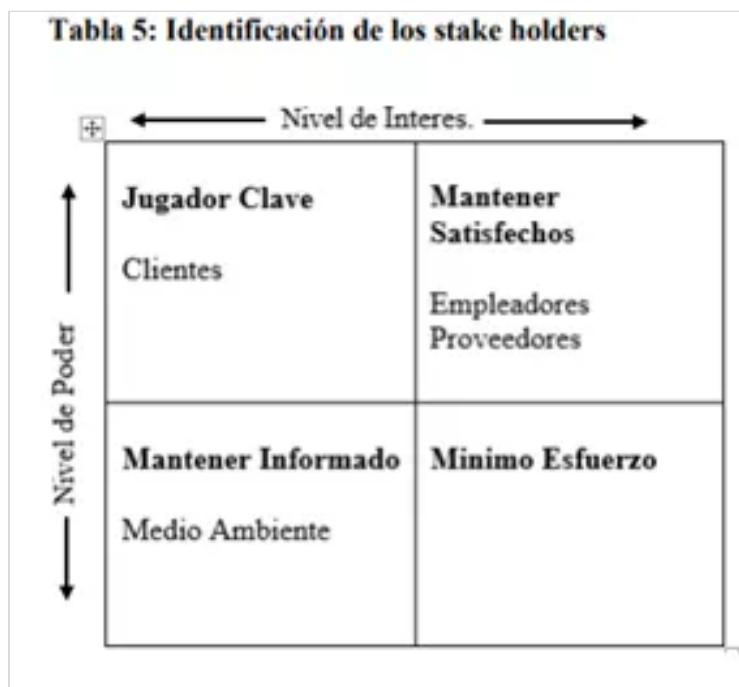 Tabla 5: Identificación de los stake holders
Nivel de Interes.
Nivel de Poder
Jugador Clave
Clientes
Mantener
Satisfechos
Empleadores
Proveedores
Mantener Informado
Medio Ambiente
Minimo Esfuerzo